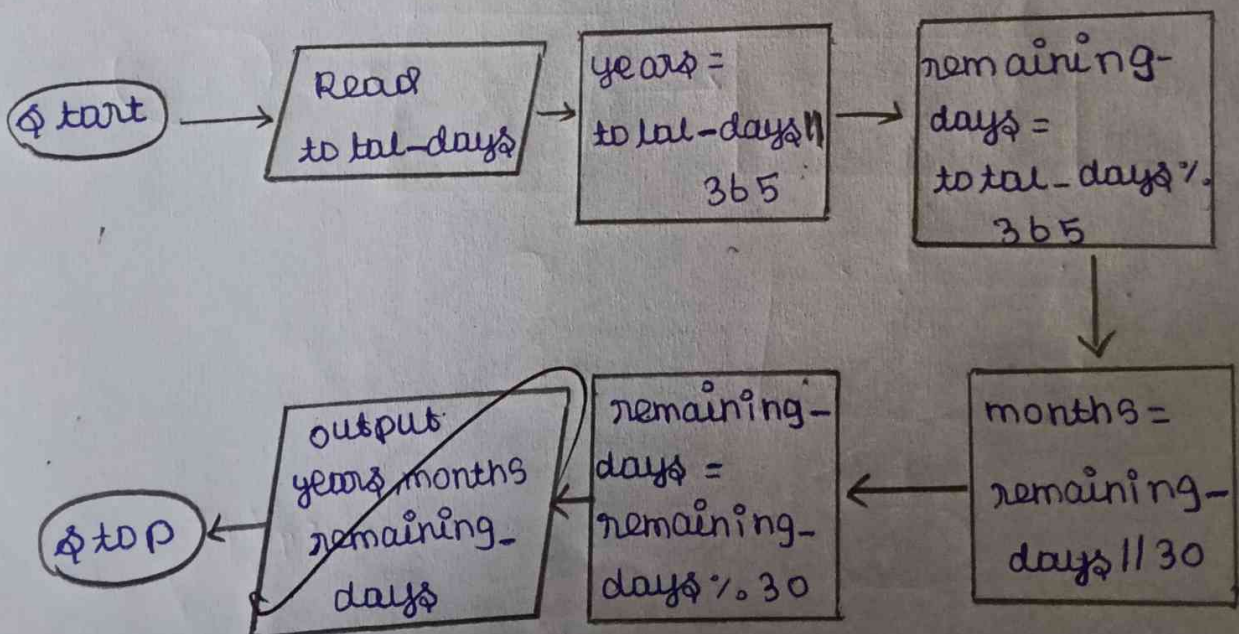 Start
Read
total-days
years=
total-days//
365
remaining-
days=
total-days%
365
months=
remaining-
days//30
remaining-
days=
remaining-
days%30
output
years, months
remaining-
days
Stop